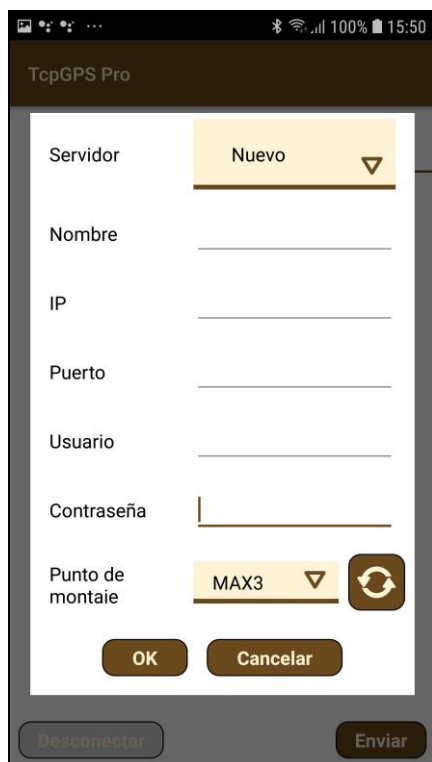 100% 15:50
TcpGPS Pro
Servidor Nuevo
Nombre
IP
Puerto
Usuario
Contraseña
Punto de
montaie
MAX3
OK Cancelar
Desconectar Enviar